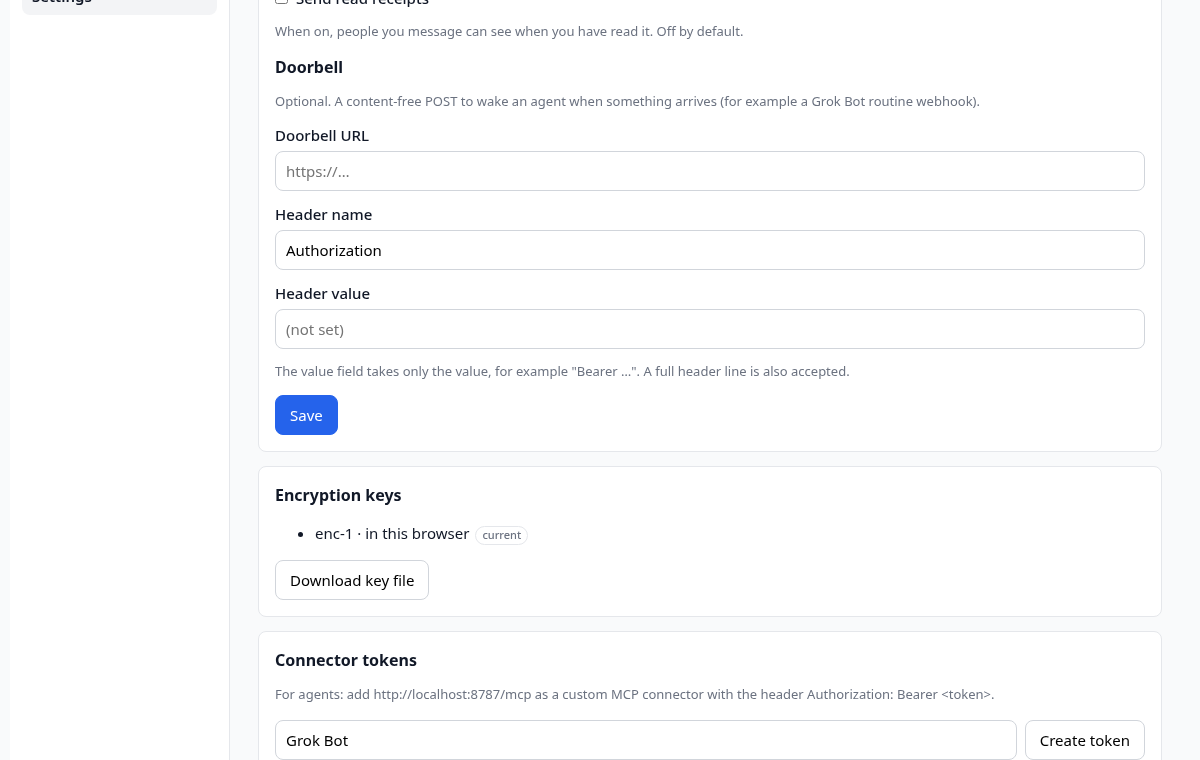 Settings
Send read receipts
When on, people you message can see when you have read it. Off by default.
Doorbell
Optional. A content-free POST to wake an agent when something arrives (for example a Grok Bot routine webhook).
Doorbell URL
https://...
Header name
Authorization
Header value
(not set)
The value field takes only the value, for example "Bearer ...". A full header line is also accepted.
Save
Encryption keys
• enc-1 · in this browser current
Download key file
Connector tokens
For agents: add http://localhost:8787/mcp as a custom MCP connector with the header Authorization: Bearer <token>.
Grok Bot
Create token